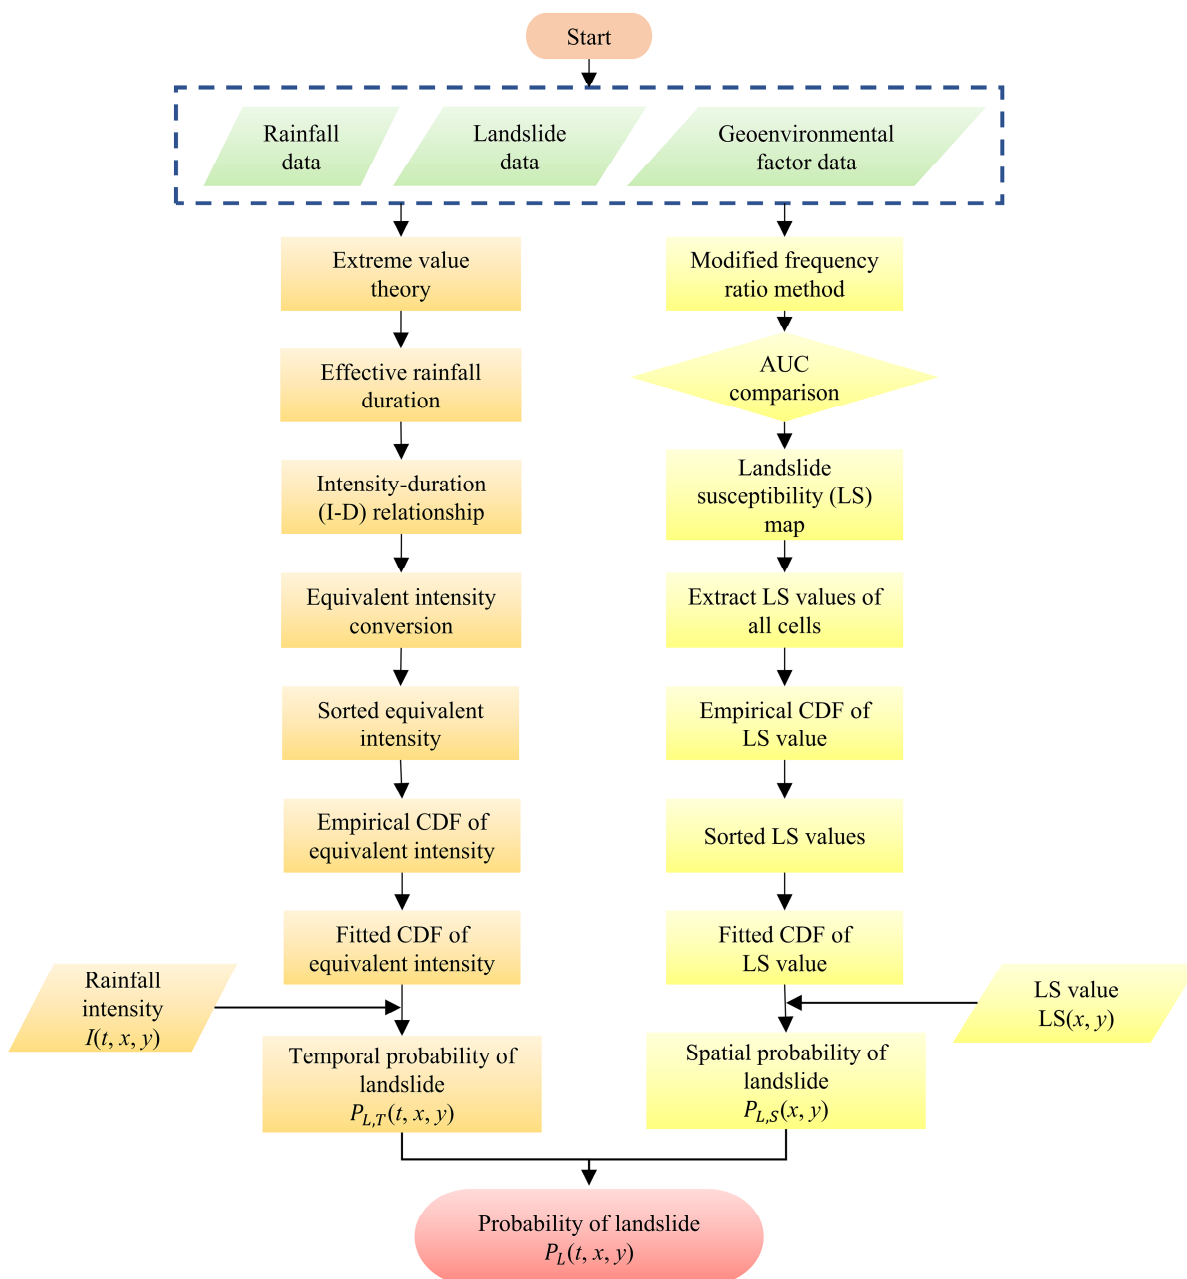 Start
Rainfall
data
Landslide
data
Geoenvironmental
factor data
Extreme value
theory
Effective rainfall
duration
Intensity-duration
(I-D) relationship
Equivalent intensity
conversion
Sorted equivalent
intensity
Empirical CDF of
equivalent intensity
Fitted CDF of
equivalent intensity
Rainfall
intensity
I(t, x, y)
Temporal probability of
landslide
P_{L,T}(t, x, y)
Modified frequency
ratio method
AUC
comparison
Landslide
susceptibility (LS)
map
Extract LS values of
all cells
Empirical CDF of
LS value
Sorted LS values
Fitted CDF of
LS value
LS value
LS(x, y)
Spatial probability of
landslide
P_{L,S}(x, y)
Probability of landslide
P_L(t, x, y)